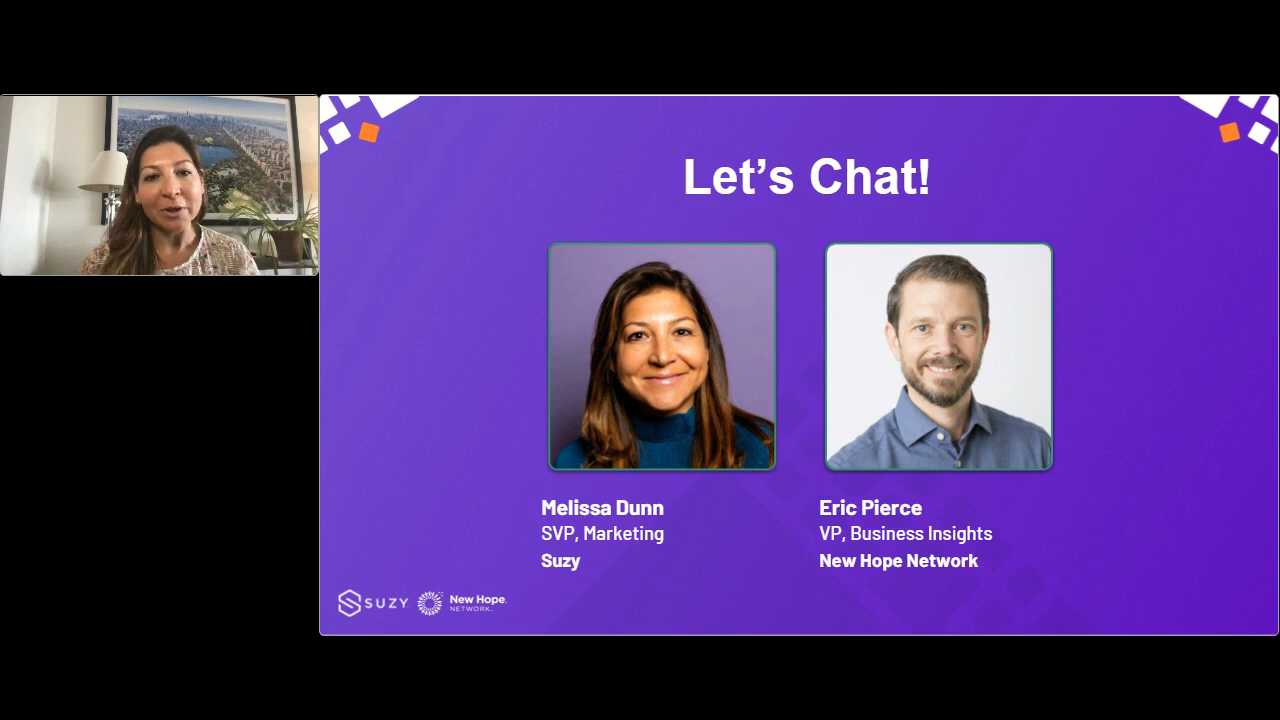 Let’s Chat!
Melissa Dunn
SVP, Marketing
Suzy
Eric Pierce
VP, Business Insights
New Hope Network
SUZY
New Hope.
NETWORK